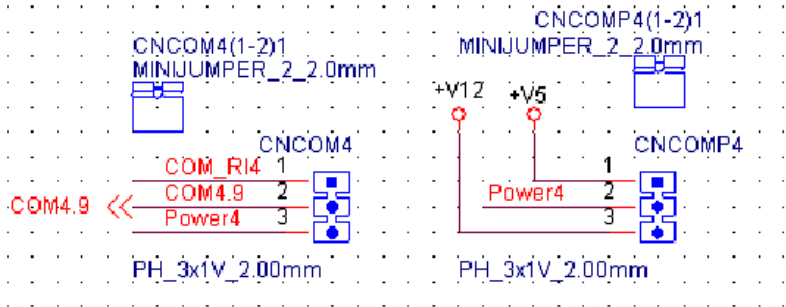 CNCOM4(1-2)1
MINIJUMPER_2_2.0mm
CNCOM4
COM_RI4 1
COM4.9 2
Power4 3
COM4.9
PH_3x1V_2.00mm
CNCOMP4(1-2)1
MINIJUMPER_2_2.0mm
+V12 +V5
CNCOMP4
1
Power4 2
3
PH_3x1V_2.00mm